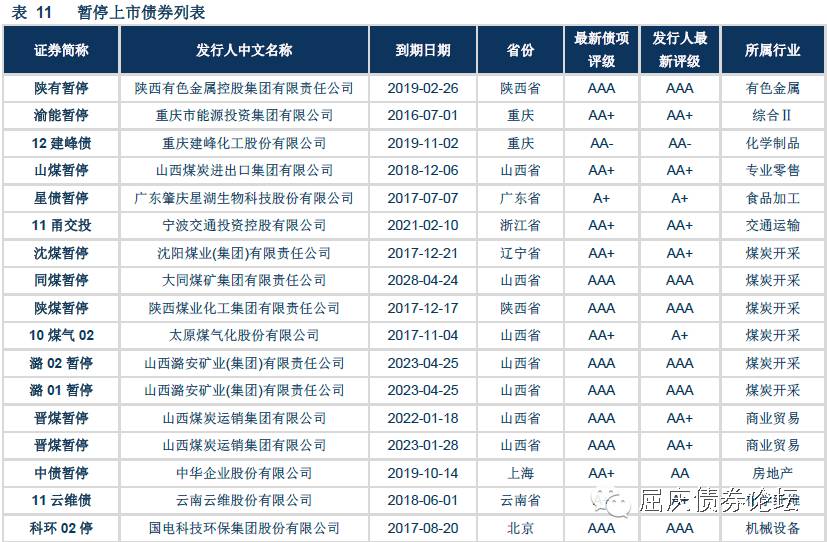 表 11 暂停上市债券列表
证券简称 发行人中文名称 到期日期 省份 最新债项评级 发行人最新评级 所属行业
陕有暂停 陕西有色金属控股集团有限责任公司 2019-02-26 陕西省 AAA AAA 有色金属
渝能暂停 重庆市能源投资集团有限公司 2016-07-01 重庆 AA+ AA+ 综合Ⅱ
12建峰债 重庆建峰化工股份有限公司 2019-11-02 重庆 AA- AA- 化学制品
山煤暂停 山西煤炭进出口集团有限公司 2018-12-06 山西省 AA+ AA+ 专业零售
星债暂停 广东肇庆星湖生物科技股份有限公司 2017-07-07 广东省 A+ A+ 食品加工
11甬交投 宁波交通投资控股有限公司 2021-02-10 浙江省 AA+ AA+ 交通运输
沈煤暂停 沈阳煤业(集团)有限责任公司 2017-12-21 辽宁省 AA+ AA+ 煤炭开采
同煤暂停 大同煤矿集团有限责任公司 2028-04-24 山西省 AAA AAA 煤炭开采
陕煤暂停 陕西煤业化工集团有限责任公司 2017-12-17 陕西省 AAA AAA 煤炭开采
10煤气02 太原煤气化股份有限公司 2017-11-04 山西省 AA+ A+ 煤炭开采
潞02暂停 山西潞安矿业(集团)有限责任公司 2023-04-25 山西省 AAA AAA 煤炭开采
潞01暂停 山西潞安矿业(集团)有限责任公司 2023-04-25 山西省 AAA AAA 煤炭开采
晋煤暂停 山西煤炭运销集团有限公司 2022-01-18 山西省 AAA AA+ 商业贸易
晋煤暂停 山西煤炭运销集团有限公司 2023-01-28 山西省 AAA AA+ 商业贸易
中债暂停 中华企业股份有限公司 2019-10-14 上海 AA+ AA 房地产
11云维债 云南云维股份有限公司 2018-06-01 云南省
屈庆债券论坛
科环02停 国电科技环保集团股份有限公司 2017-08-20 北京 AAA AAA 机械设备